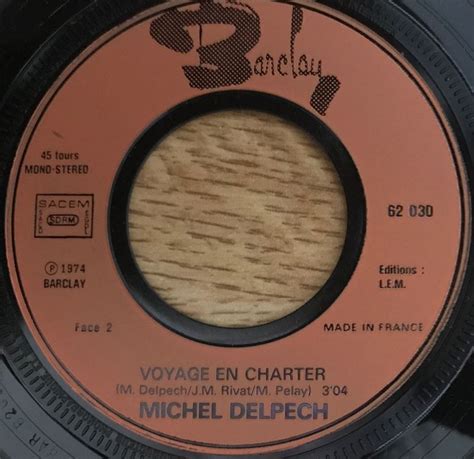 Barclay
45 tours
MONO-STEREO
SACEM
SDRM
62 030
℗ 1974
BARCLAY
Editions :
L.E.M.
Face 2
MADE IN FRANCE
VOYAGE EN CHARTER
(M. Delpech/J.M. Rivat/M. Pelay) 3'04
MICHEL DELPECH